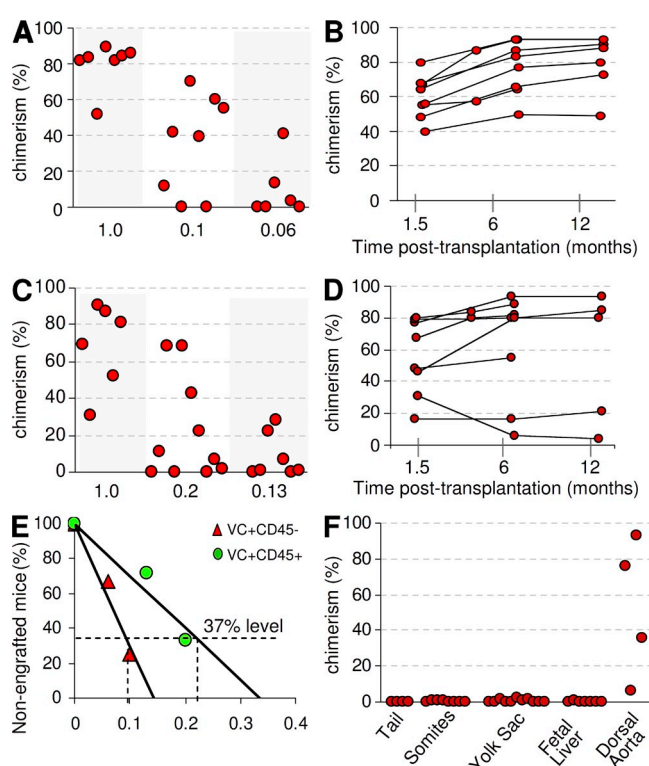 A
chimerism (%)
100
80
60
40
20
0
1.0 0.1 0.06
B
chimerism (%)
100
80
60
40
20
0
1.5 6 12
Time post-transplantation (months)
C
chimerism (%)
100
80
60
40
20
0
1.0 0.2 0.13
D
chimerism (%)
100
80
60
40
20
0
1.5 6 12
Time post-transplantation (months)
E
Non-engrafted mice(%)
100
80
60
40
20
0
VC+CD45-
VC+CD45+
37% level
0 0.1 0.2 0.3 0.4
F
chimerism (%)
100
80
60
40
20
0
Tail
Somites
Yolk Sac
Fetal
Liver
Dorsal
Aorta